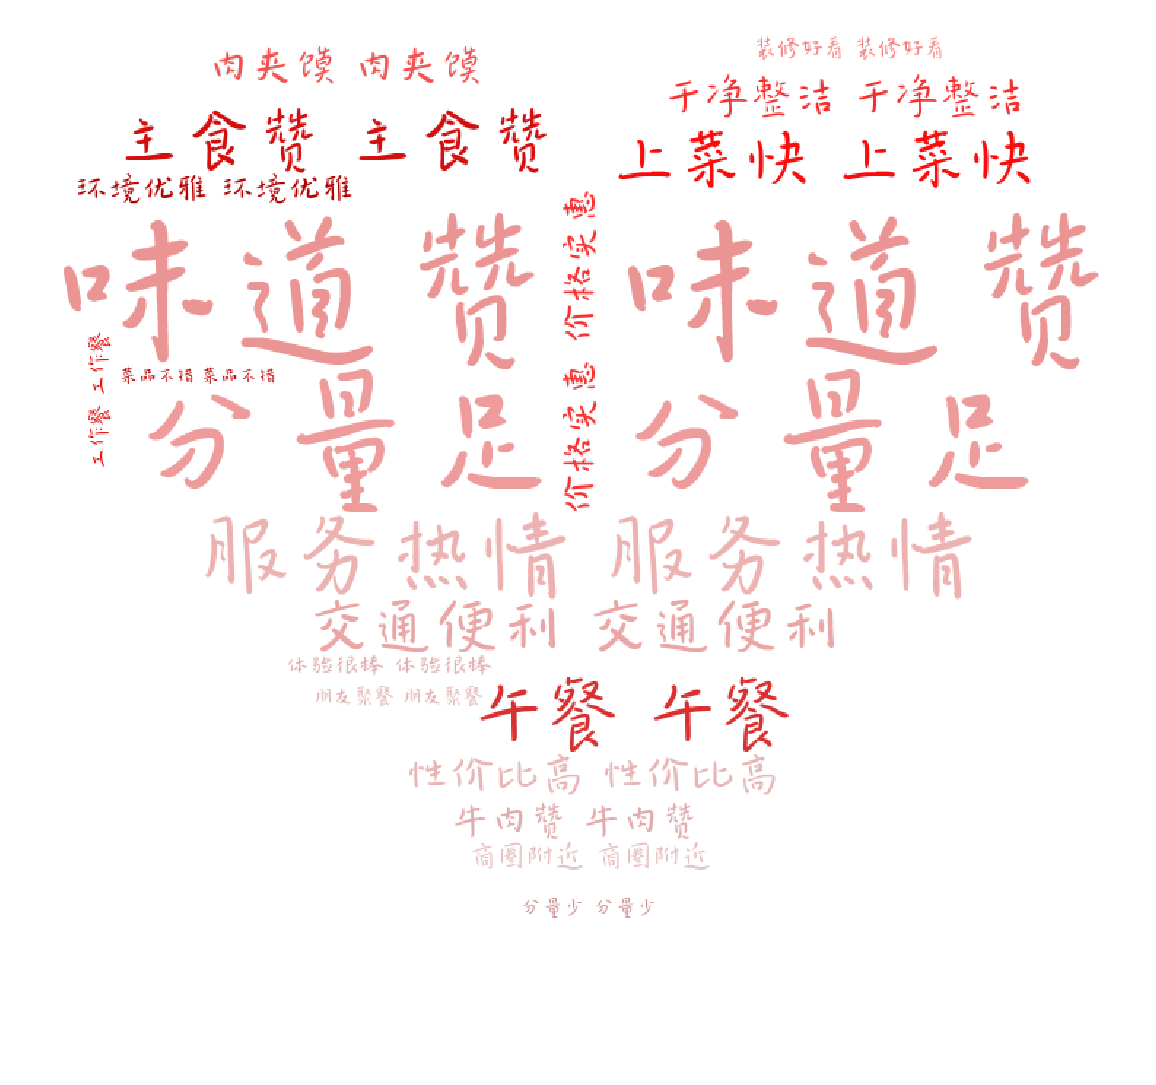 肉夹馍 肉夹馍
装修好看 装修好看
干净整洁 干净整洁
主食赞 主食赞
上菜快 上菜快
环境优雅 环境优雅
价格实惠 价格实惠
味道赞 味道赞
工作餐 工作餐
菜品不错 菜品不错
分量足 分量足
服务热情 服务热情
交通便利 交通便利
体验很棒 体验很棒
朋友聚餐 朋友聚餐
午餐 午餐
性价比高 性价比高
牛肉赞 牛肉赞
商圈附近 商圈附近
分量少 分量少